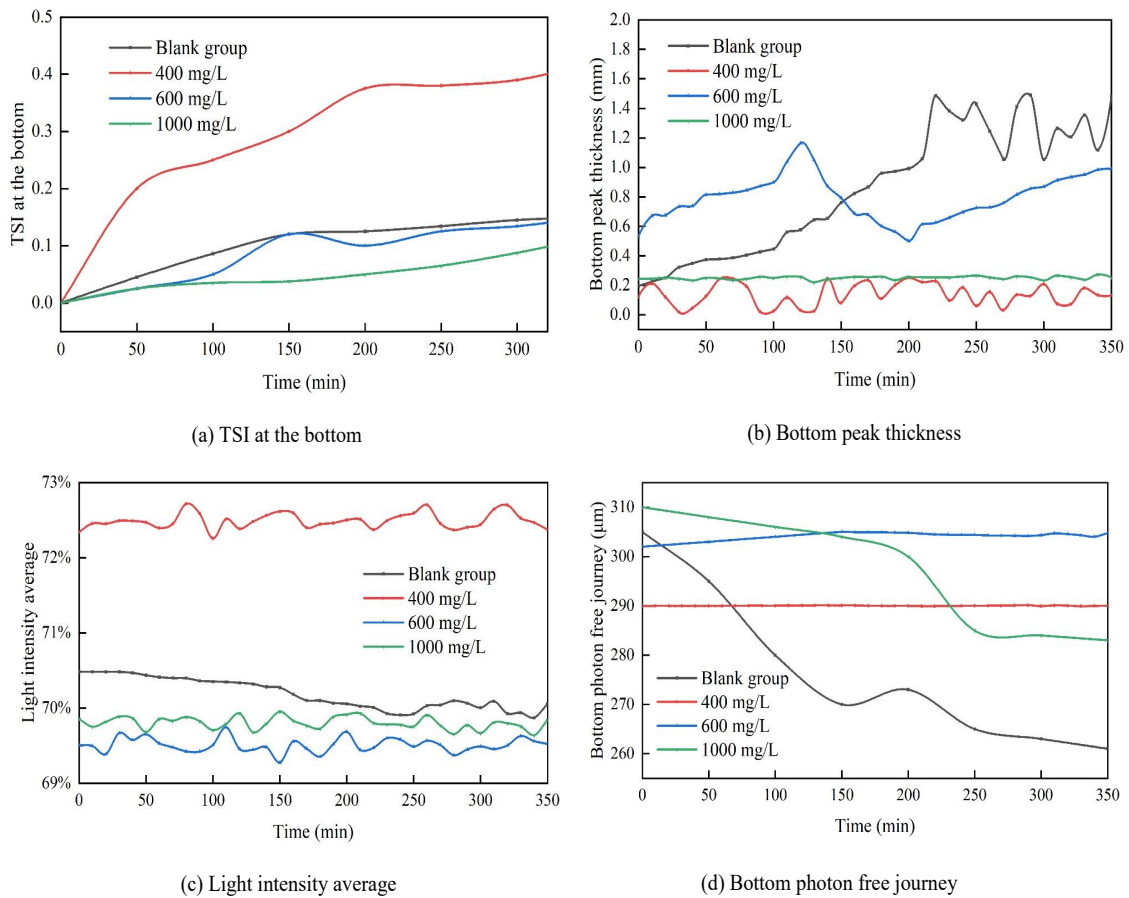 TSI at the bottom
0.5
0.4
0.3
0.2
0.1
0.0
Blank group
400 mg/L
600 mg/L
1000 mg/L
0 50 100 150 200 250 300
Time (min)
(a) TSI at the bottom
Bottom peak thickness (mm)
2.0
1.8
1.6
1.4
1.2
1.0
0.8
0.6
0.4
0.2
0.0
Blank group
400 mg/L
600 mg/L
1000 mg/L
0 50 100 150 200 250 300 350
Time (min)
(b) Bottom peak thickness
Light intensity average
73%
72%
71%
70%
69%
Blank group
400 mg/L
600 mg/L
1000 mg/L
0 50 100 150 200 250 300 350
Time (min)
(c) Light intensity average
Bottom photon free journey (μm)
310
300
290
280
270
260
Blank group
400 mg/L
600 mg/L
1000 mg/L
0 50 100 150 200 250 300 350
Time (min)
(d) Bottom photon free journey